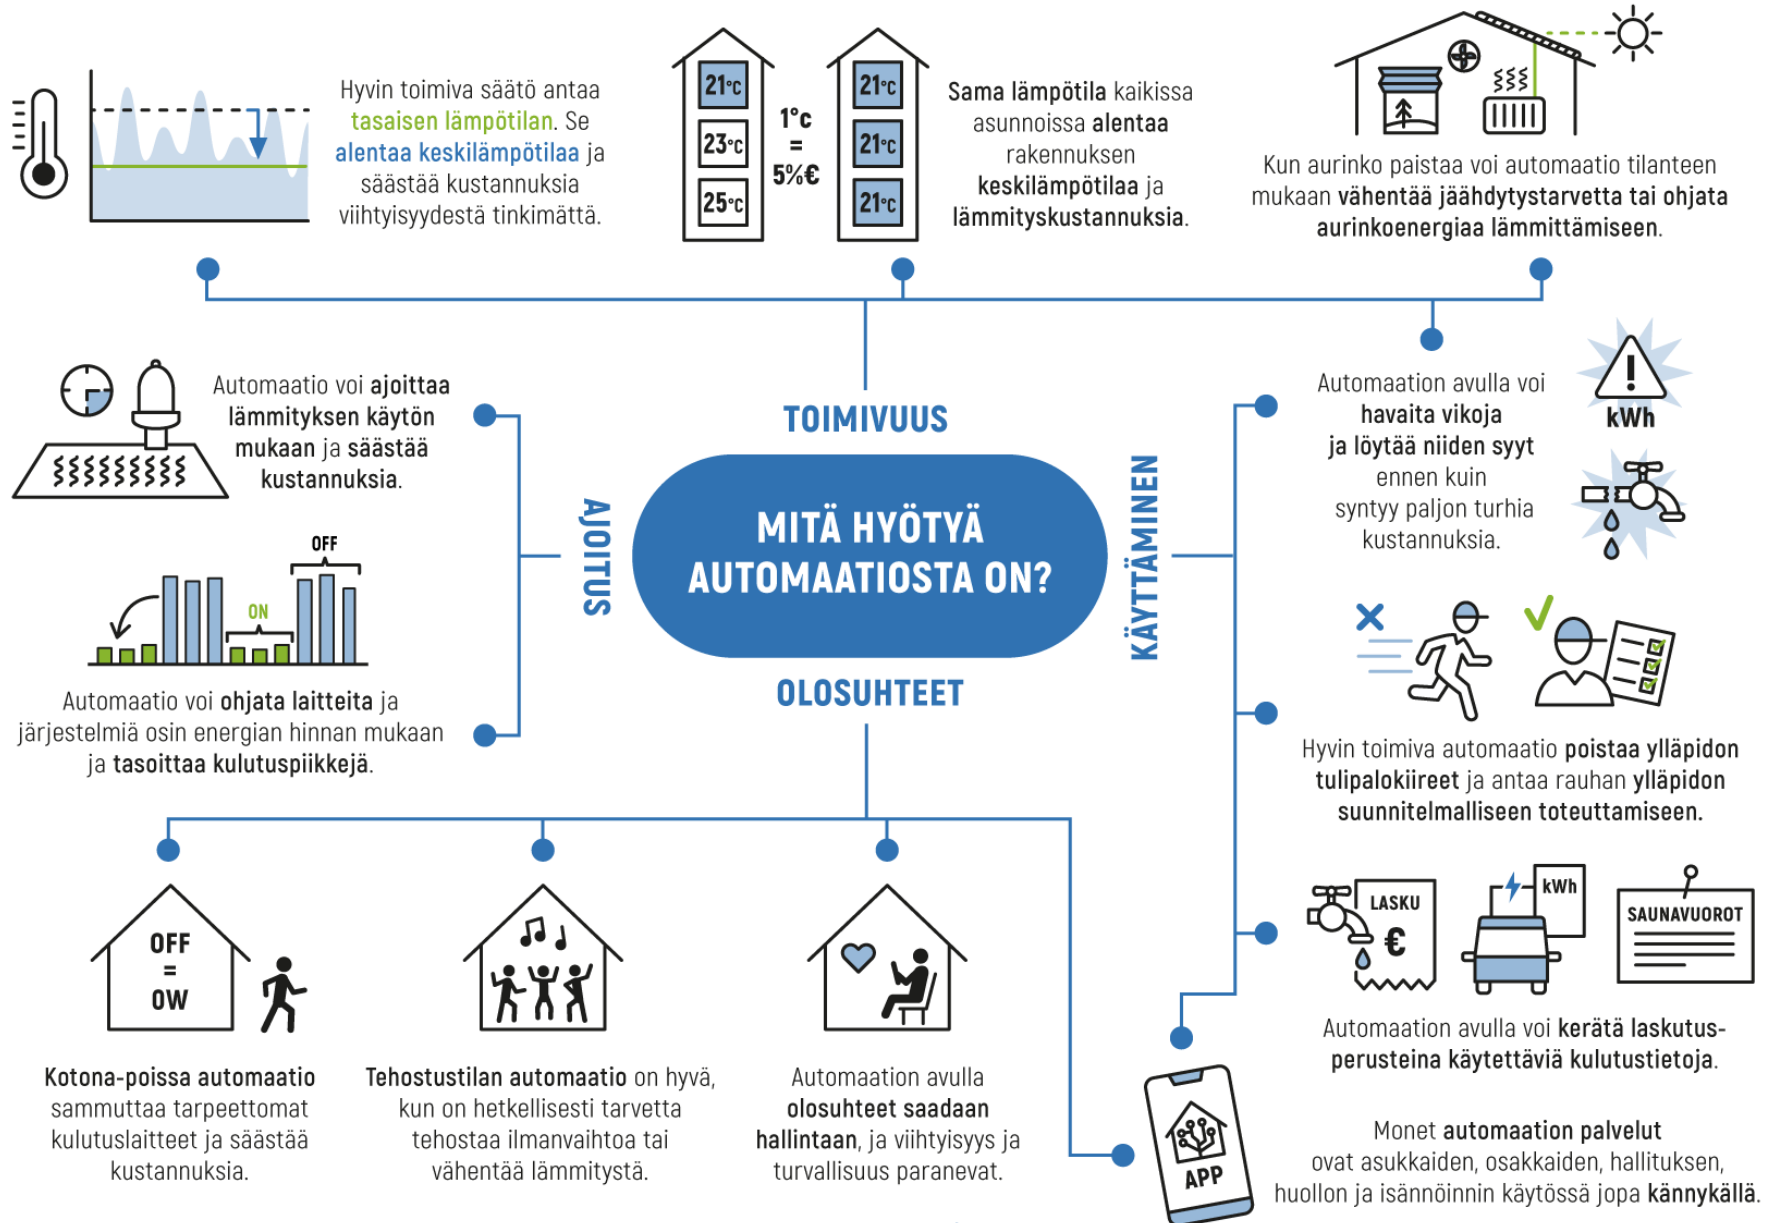 Hyvin toimiva säätö antaa
tasaisen lämpötilan. Se
alentaa keskilämpötilaa ja
säästää kustannuksia
viihtyisyydestä tinkimättä.
21°C
23°C
25°C
1°c
=
5%€
21°C
21°C
21°C
Sama lämpötila kaikissa
asunnoissa alentaa
rakennuksen
keskilämpötilaa ja
lämmityskustannuksia.
Kun aurinko paistaa voi automaatio tilanteen
mukaan vähentää jäähdytystarvetta tai ohjata
aurinkoenergiaa lämmittämiseen.
TOIMIVUUS
MITÄ HYÖTYÄ
AUTOMAATIOSTA ON?
AJOITUS
Automaatio voi ajoittaa
lämmityksen käytön
mukaan ja säästää
kustannuksia.
ON
OFF
Automaatio voi ohjata laitteita ja
järjestelmiä osin energian hinnan mukaan
ja tasoittaa kulutuspiikkejä.
KÄYTTÄMINEN
Automaation avulla voi
havaita vikoja
ja löytää niiden syyt
ennen kuin
syntyy paljon turhia
kustannuksia.
!
kWh
Hyvin toimiva automaatio poistaa ylläpidon
tulipalokiireet ja antaa rauhan ylläpidon
suunnitelmalliseen toteuttamiseen.
LASKU
€
kWh
SAUNAVUOROT
Automaation avulla voi kerätä laskutus-
perusteina käytettäviä kulutustietoja.
OLOSUHTEET
OFF
=
0W
Kotona-poissa automaatio
sammuttaa tarpeettomat
kulutuslaitteet ja säästää
kustannuksia.
Tehostustilan automaatio on hyvä,
kun on hetkellisesti tarvetta
tehostaa ilmanvaihtoa tai
vähentää lämmitystä.
Automaation avulla
olosuhteet saadaan
hallintaan, ja viihtyisyys ja
turvallisuus paranevat.
APP
Monet automaation palvelut
ovat asukkaiden, osakkaiden, hallituksen,
huollon ja isännöinnin käytössä jopa kännykällä.